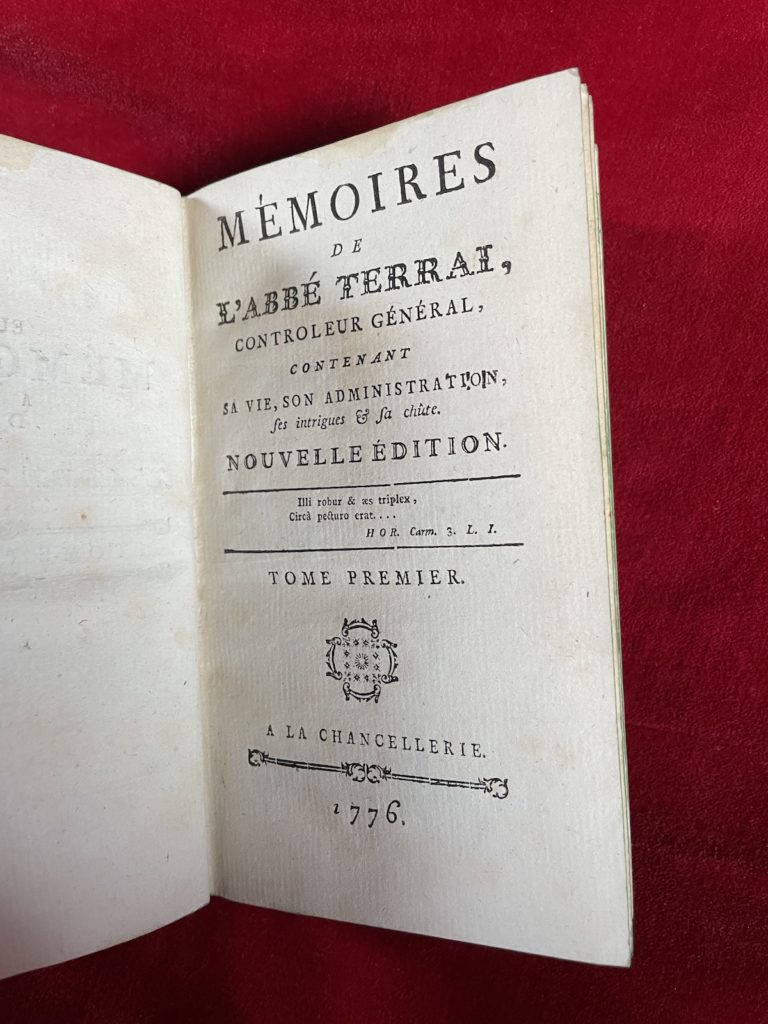 MÉMOIRES
DE
L'ABBÉ TERRAI,
CONTROLEUR GÉNÉRAL,
CONTENANT
SA VIE, SON ADMINISTRATION,
ſes intrigues & ſa chûte.
NOUVELLE ÉDITION.
Illi robur & æs triplex,
Circà pecturo erat....
HOR. Carm. 3. L. I.
TOME PREMIER.
A LA CHANCELLERIE.
1776.